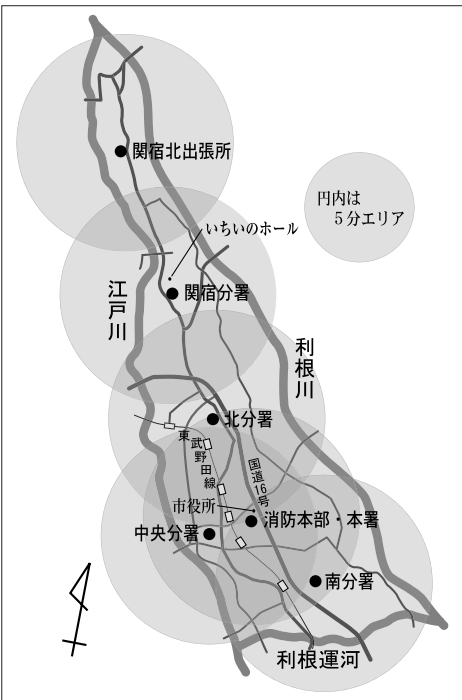 関宿北出張所
円内は
5分エリア
いちいのホール
関宿分署
江戸川
利根川
北分署
東武野田線
国道16号
市役所
消防本部・本署
中央分署
南分署
利根運河